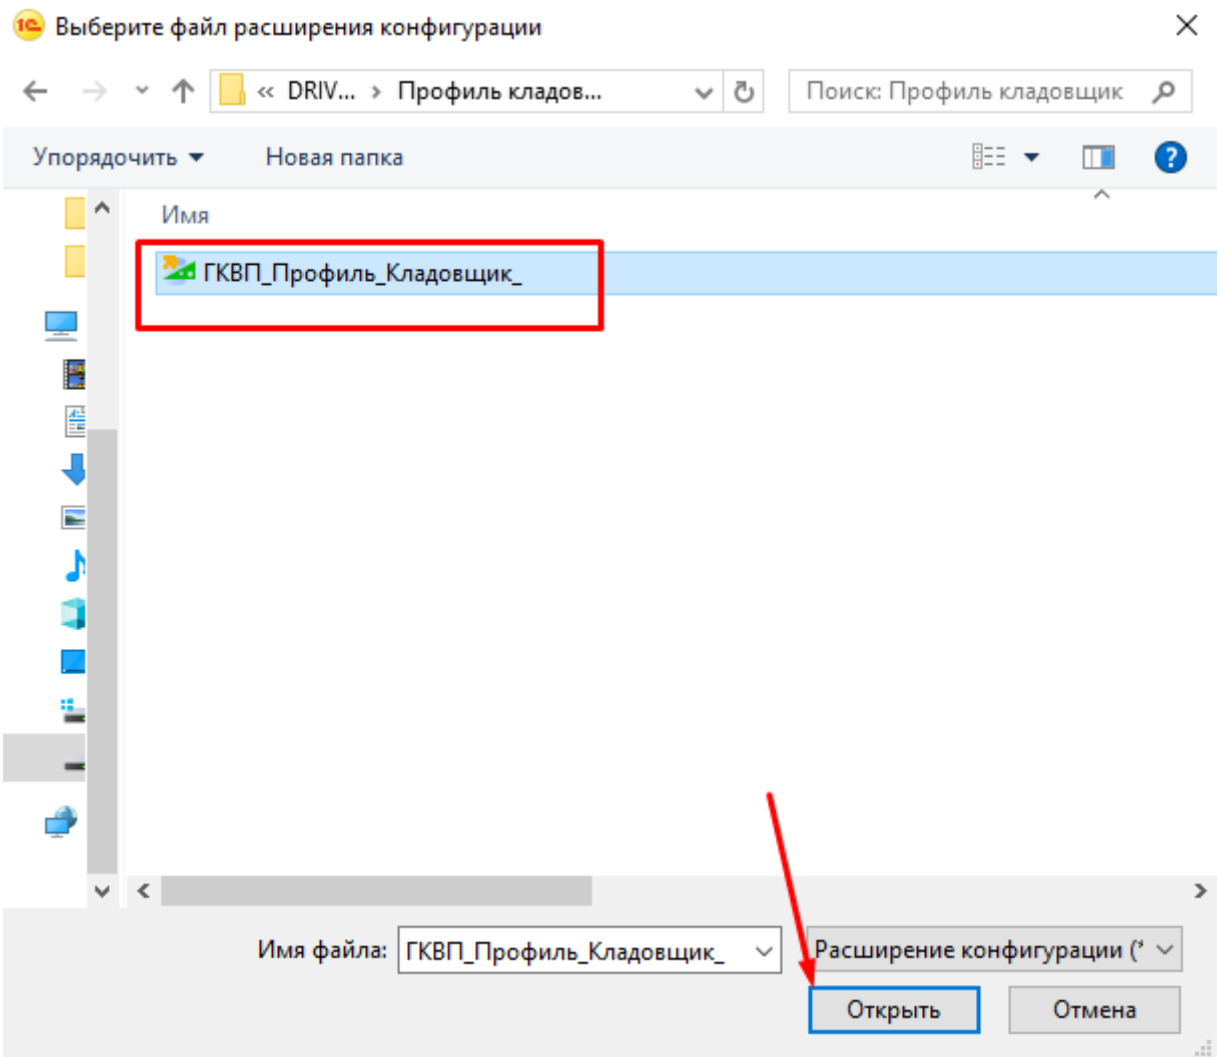 1С Выберите файл расширения конфигурации
« DRIV... › Профиль кладов...
Поиск: Профиль кладовщик
Упорядочить Новая папка
?
Имя
ГКВП_Профиль_Кладовщик_
Имя файла: ГКВП_Профиль_Кладовщик_ Расширение конфигурации (*
Открыть Отмена